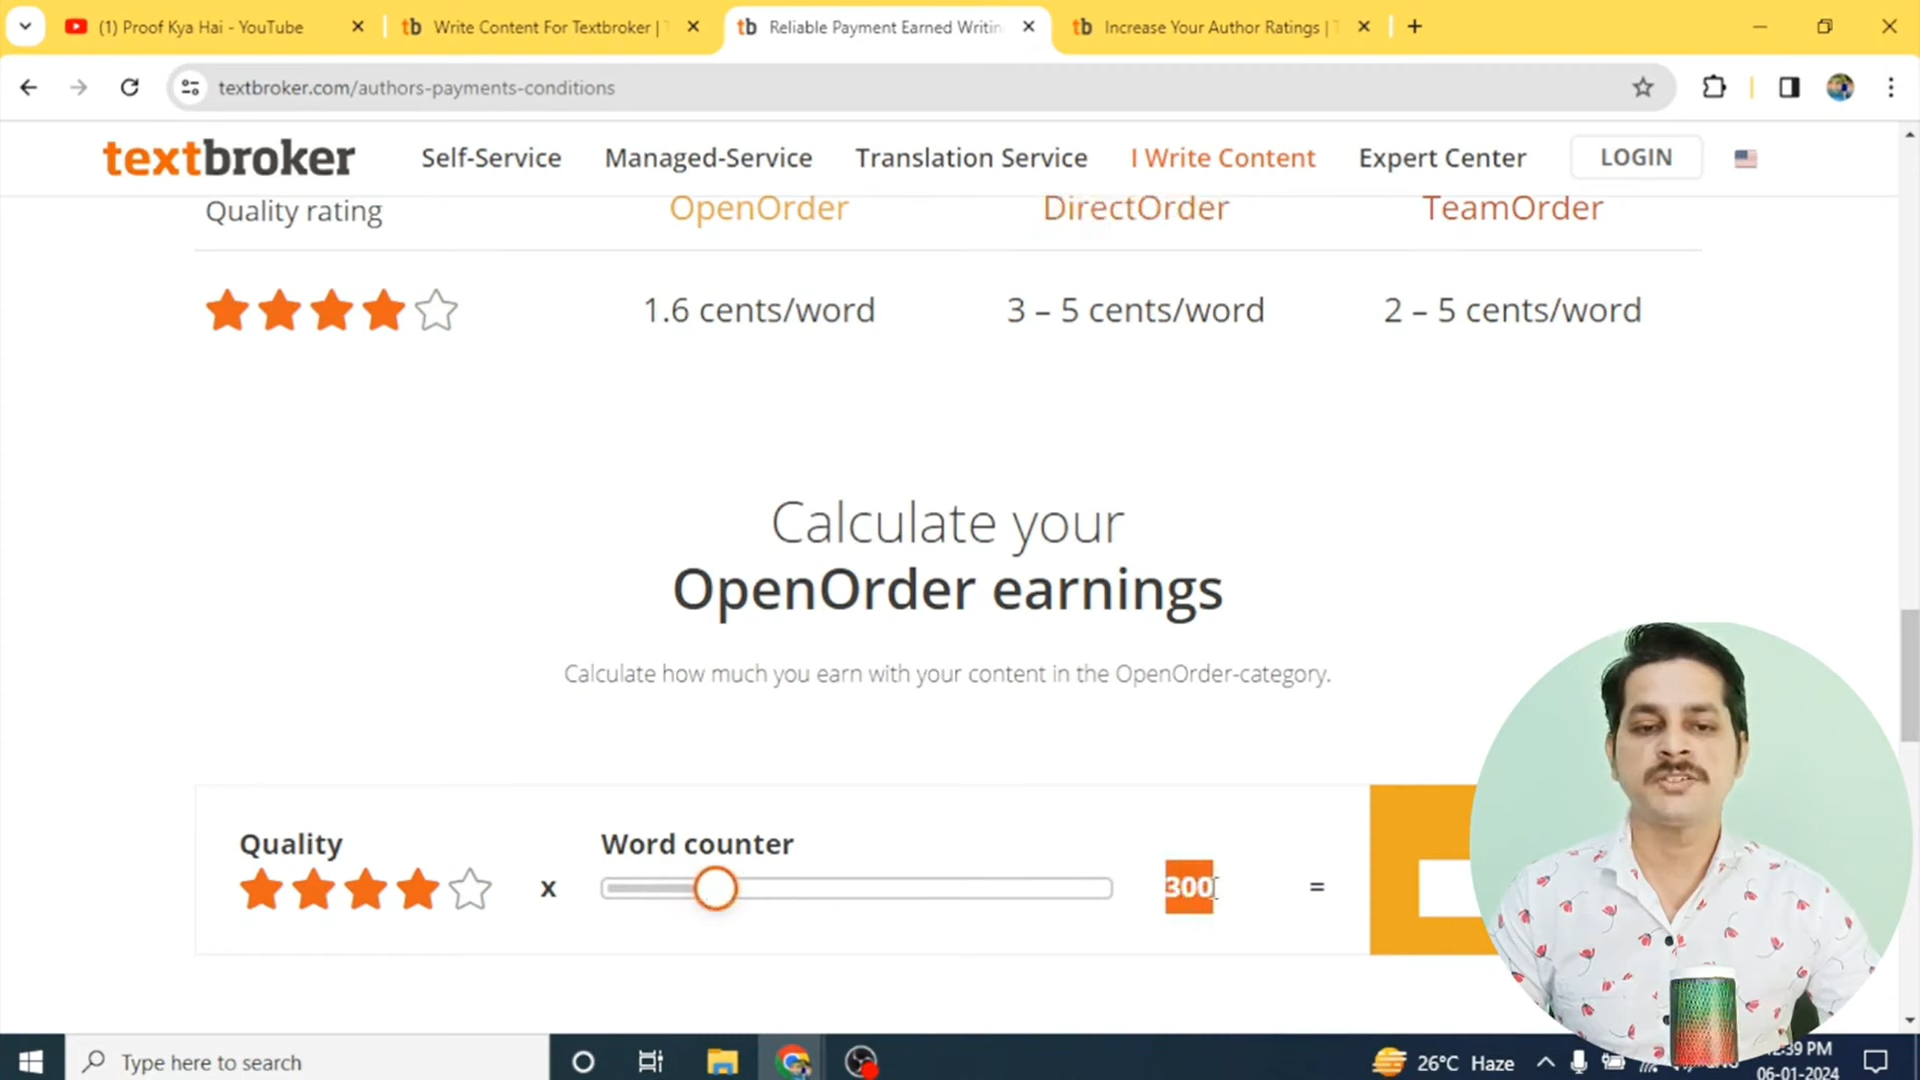 (1) Proof Kya Hai - YouTube
Write Content For Textbroker |
Reliable Payment Earned Writin
Increase Your Author Ratings |
textbroker.com/authors-payments-conditions
textbroker
Self-Service
Managed-Service
Translation Service
I Write Content
Expert Center
LOGIN
Quality rating
OpenOrder
DirectOrder
TeamOrder
1.6 cents/word
3 – 5 cents/word
2 – 5 cents/word
Calculate your
OpenOrder earnings
Calculate how much you earn with your content in the OpenOrder-category.
Quality
Word counter
x
300
=
Type here to search
26°C Haze
:39 PM
06-01-2024